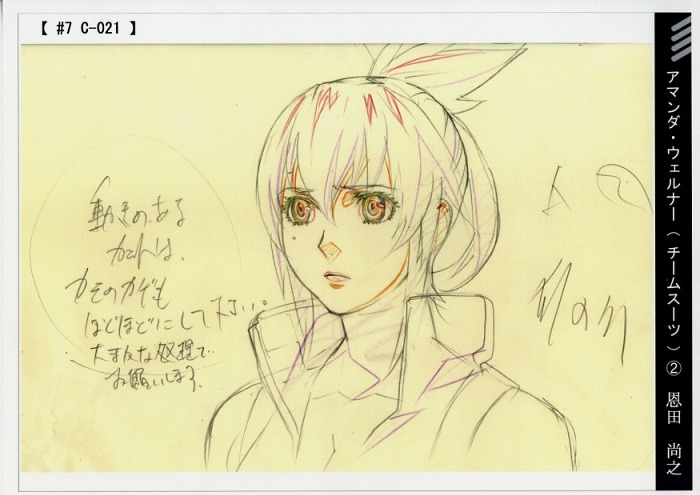 【 #7 C-021 】
動きのある
カットは、
かみのカゲも
ほどほどにして下さい。
大まかな処理で
お願いします。
アマンダ・ウェルナー（チームスーツ）② 恩田 尚之